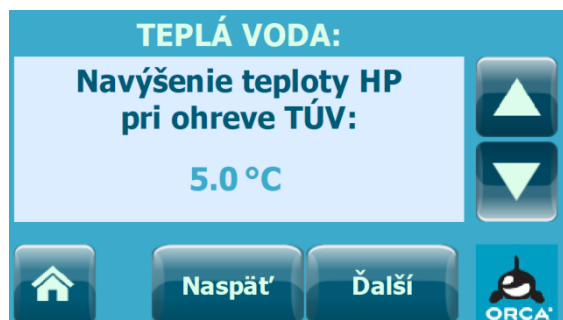 TEPLÁ VODA:
Navýšenie teploty HP
pri ohreve TÚV:
5.0 °C
Naspäť
Ďalší
ORCA